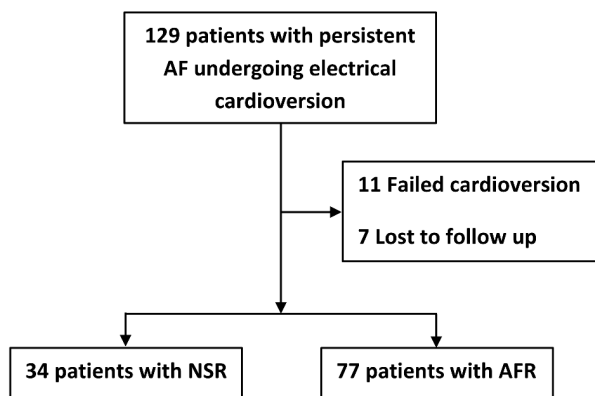 129 patients with persistent
AF undergoing electrical
cardioversion
11 Failed cardioversion
7 Lost to follow up
34 patients with NSR
77 patients with AFR